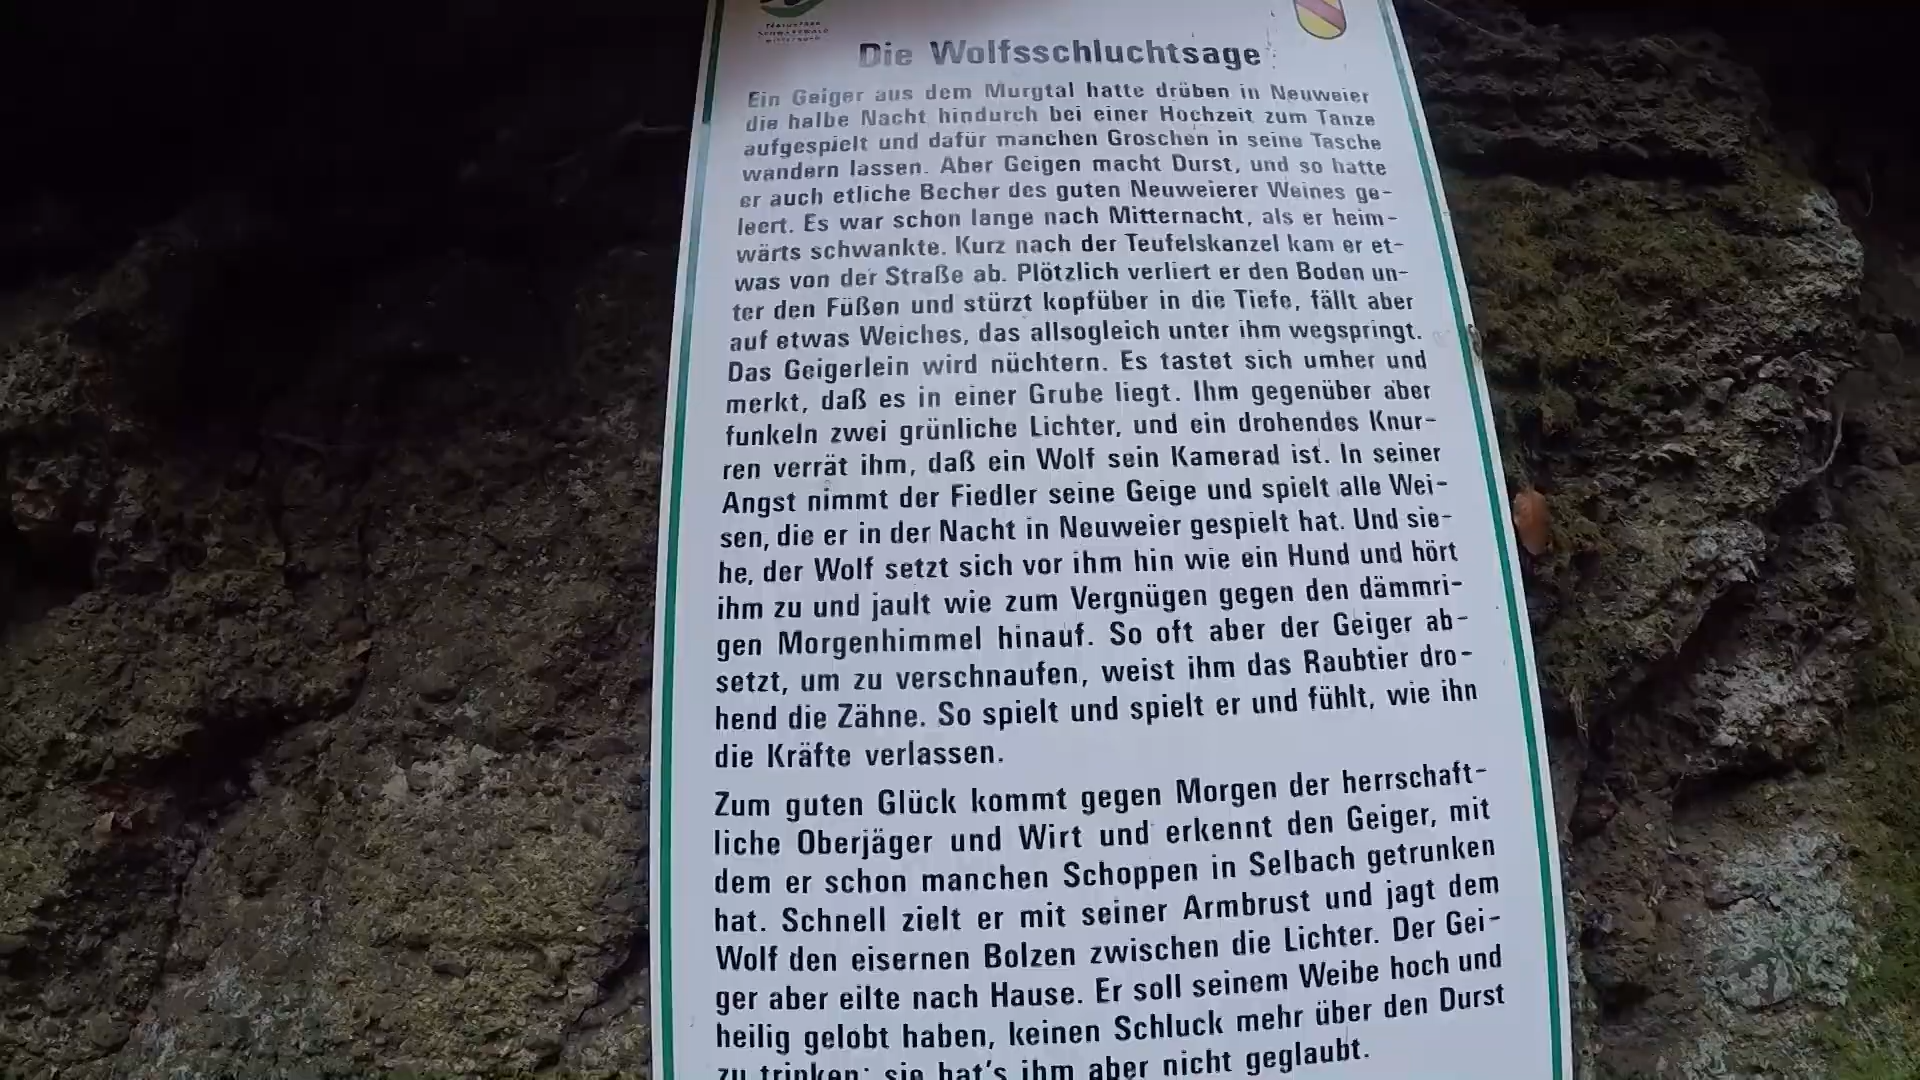 Die Wolfsschluchtsage
Ein Geiger aus dem Murgtal hatte drüben in Neuweier
die halbe Nacht hindurch bei einer Hochzeit zum Tanze
aufgespielt und dafür manchen Groschen in seine Tasche
wandern lassen. Aber Geigen macht Durst, und so hatte
er auch etliche Becher des guten Neuweierer Weines ge-
leert. Es war schon lange nach Mitternacht, als er heim-
wärts schwankte. Kurz nach der Teufelskanzel kam er et-
was von der Straße ab. Plötzlich verliert er den Boden un-
ter den Füßen und stürzt kopfüber in die Tiefe, fällt aber
auf etwas Weiches, das allsogleich unter ihm wegspringt.
Das Geigerlein wird nüchtern. Es tastet sich umher und
merkt, daß es in einer Grube liegt. Ihm gegenüber aber
funkeln zwei grünliche Lichter, und ein drohendes Knur-
ren verrät ihm, daß ein Wolf sein Kamerad ist. In seiner
Angst nimmt der Fiedler seine Geige und spielt alle Wei-
sen, die er in der Nacht in Neuweier gespielt hat. Und sie-
he, der Wolf setzt sich vor ihm hin wie ein Hund und hört
ihm zu und jault wie zum Vergnügen gegen den dämmri-
gen Morgenhimmel hinauf. So oft aber der Geiger ab-
setzt, um zu verschnaufen, weist ihm das Raubtier dro-
hend die Zähne. So spielt und spielt er und fühlt, wie ihn
die Kräfte verlassen.
Zum guten Glück kommt gegen Morgen der herrschaft-
liche Oberjäger und Wirt und erkennt den Geiger, mit
dem er schon manchen Schoppen in Selbach getrunken
hat. Schnell zielt er mit seiner Armbrust und jagt dem
Wolf den eisernen Bolzen zwischen die Lichter. Der Gei-
ger aber eilte nach Hause. Er soll seinem Weibe hoch und
heilig gelobt haben, keinen Schluck mehr über den Durst
zu trinken; sie hat's ihm aber nicht geglaubt.